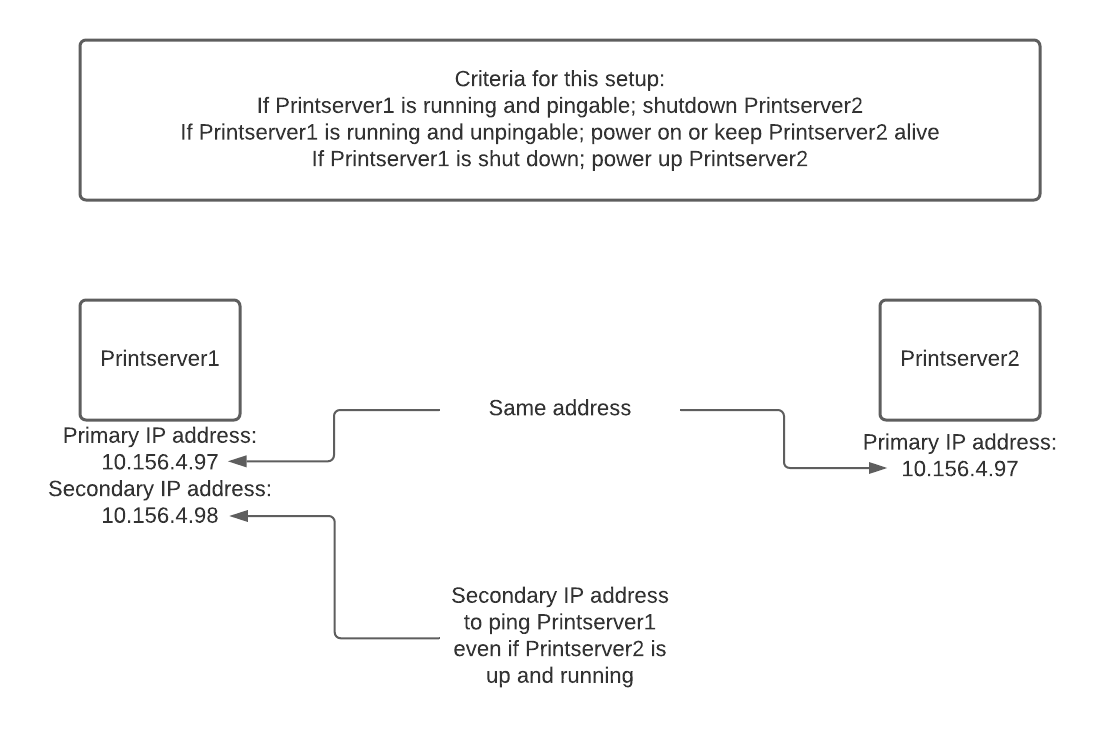 Criteria for this setup:
If Printserver1 is running and pingable; shutdown Printserver2
If Printserver1 is running and unpingable; power on or keep Printserver2 alive
If Printserver1 is shut down; power up Printserver2
Printserver1
Printserver2
Same address
Primary IP address:
10.156.4.97
Secondary IP address:
10.156.4.98
Primary IP address:
10.156.4.97
Secondary IP address
to ping Printserver1
even if Printserver2 is
up and running